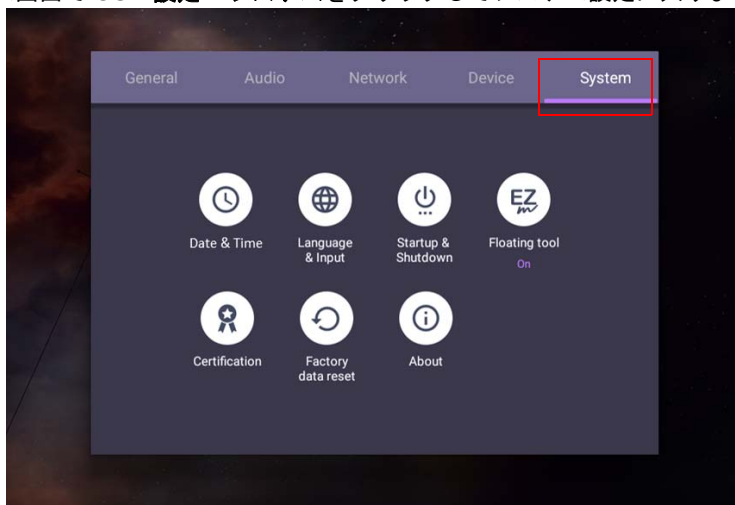 General Audio Network Device System
Date & Time
Language
& Input
Startup &
Shutdown
EZ
Floating tool
On
Certification
Factory
data reset
About